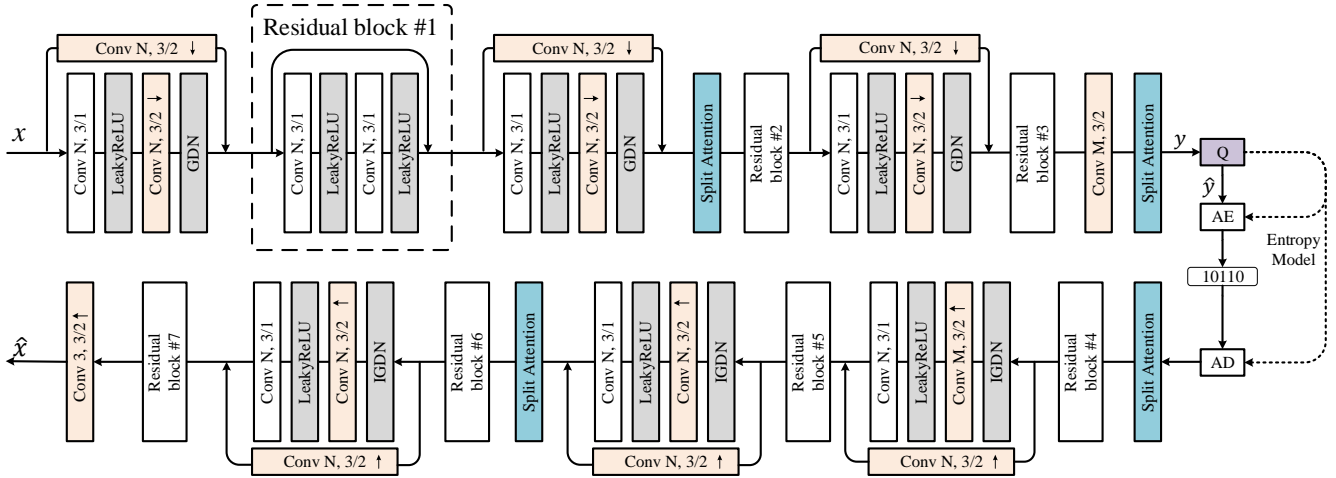 Residual block #1
Conv N, 3/2 ↓
Conv N, 3/2 ↓
Conv N, 3/2 ↓
x
Conv N, 3/1
LeakyReLU
Conv N, 3/2 ↓
GDN
Conv N, 3/1
LeakyReLU
Conv N, 3/1
LeakyReLU
Conv N, 3/1
LeakyReLU
Conv N, 3/2 ↓
GDN
Split Attention
Residual
block #2
Conv N, 3/1
LeakyReLU
Conv N, 3/2 ↓
GDN
Residual
block #3
Conv M, 3/2
Split Attention
y
Q
ŷ
AE
Entropy
Model
10110
AD
Split Attention
Residual
block #4
IGDN
Conv M, 3/2 ↑
LeakyReLU
Conv N, 3/1
Conv N, 3/2 ↑
Residual
block #5
IGDN
Conv N, 3/2 ↑
LeakyReLU
Conv N, 3/1
Conv N, 3/2 ↑
Split Attention
Residual
block #6
IGDN
Conv N, 3/2 ↑
LeakyReLU
Conv N, 3/1
Conv N, 3/2 ↑
Residual
block #7
Conv 3, 3/2 ↑
x̂